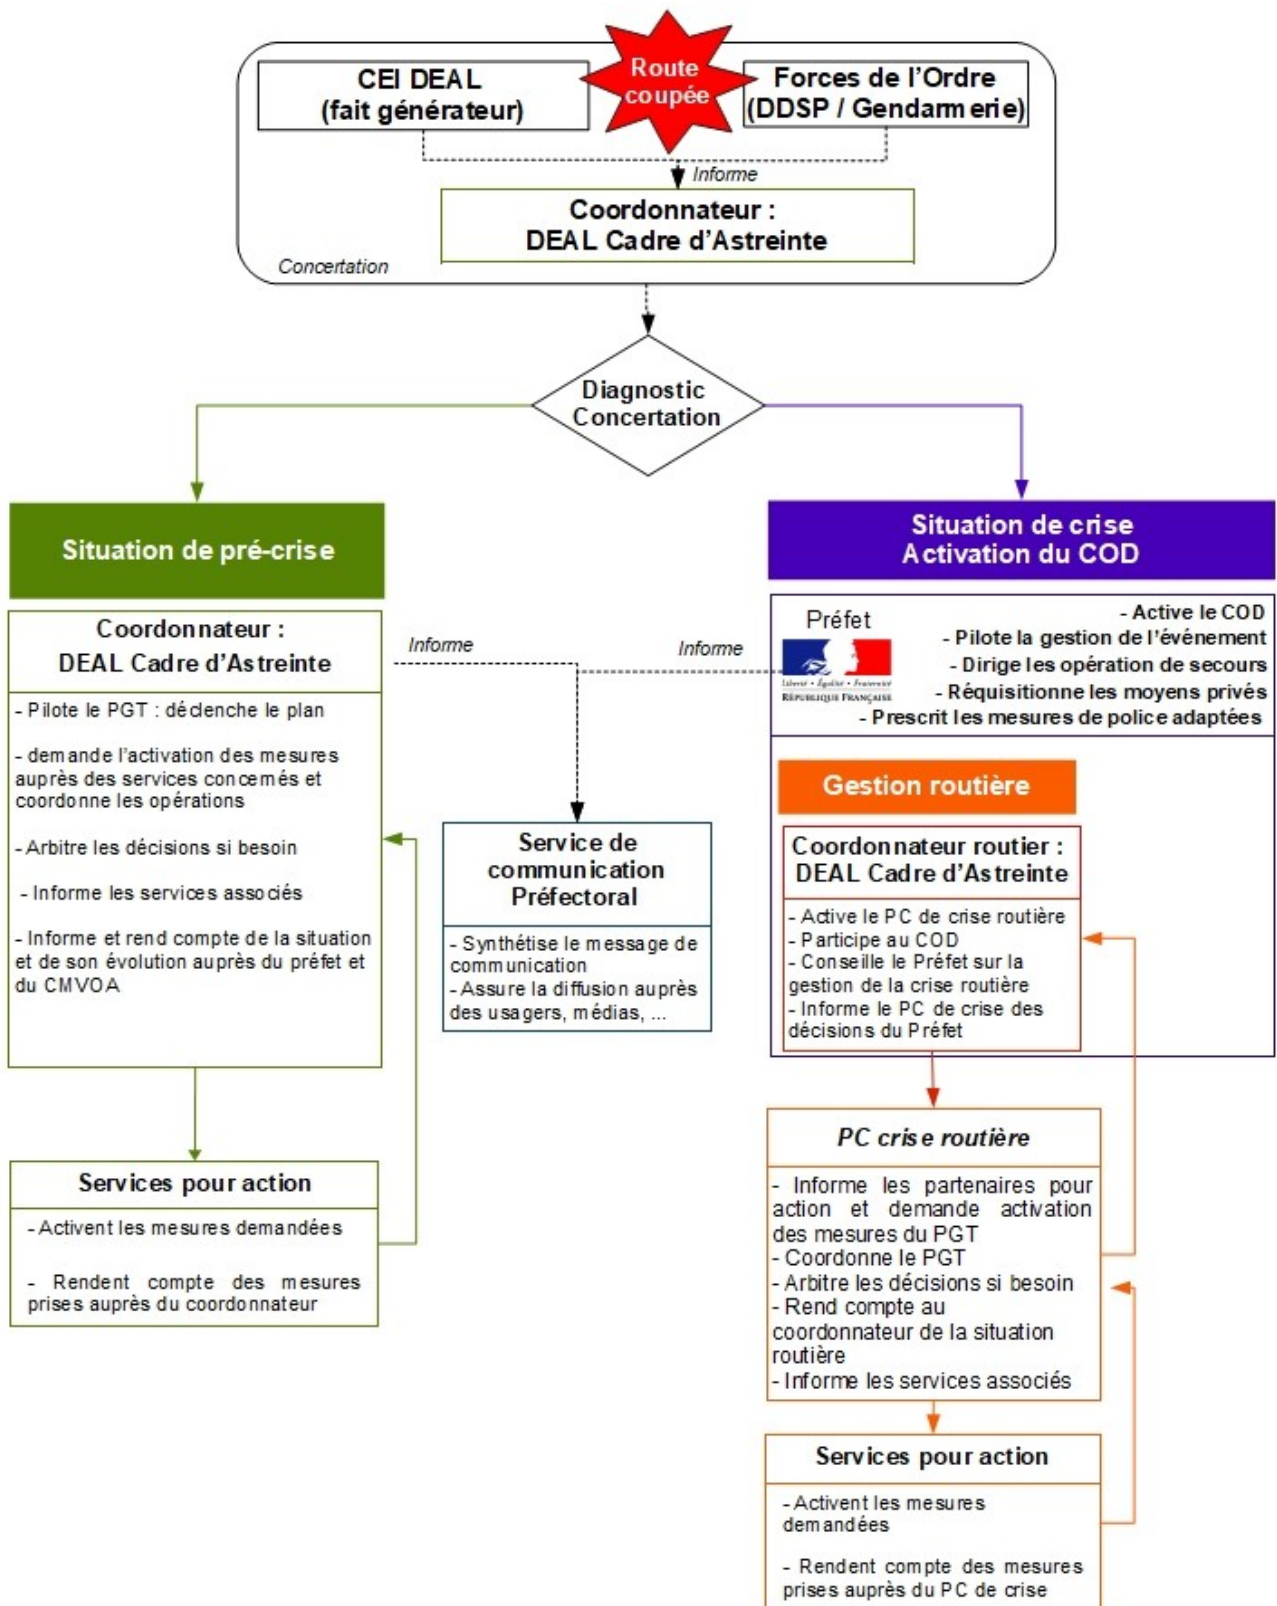 Route
coupée
CEI DEAL
(fait générateur)
Forces de l'Ordre
(DDSP / Gendarmerie)
Informe
Coordonnateur :
DEAL Cadre d'Astreinte
Concertation
Diagnostic
Concertation
Situation de pré-crise
Coordonnateur :
DEAL Cadre d'Astreinte
- Pilote le PGT : déclenche le plan
- demande l'activation des mesures
auprès des services concernés et
coordonne les opérations
- Arbitre les décisions si besoin
- Informe les services associés
- Informe et rend compte de la situation
et de son évolution auprès du préfet et
du CMVOA
Services pour action
- Activent les mesures demandées
- Rendent compte des mesures
prises auprès du coordonnateur
Informe
Informe
Service de
communication
Préfectoral
- Synthétise le message de
communication
- Assure la diffusion auprès
des usagers, médias, ...
Situation de crise
Activation du COD
Préfet
Liberté • Égalité • Fraternité
RÉPUBLIQUE FRANÇAISE
- Active le COD
- Pilote la gestion de l'événement
- Dirige les opération de secours
- Réquisitionne les moyens privés
- Prescrit les mesures de police adaptées
Gestion routière
Coordonnateur routier :
DEAL Cadre d'Astreinte
- Active le PC de crise routière
- Participe au COD
- Conseille le Préfet sur la
gestion de la crise routière
- Informe le PC de crise des
décisions du Préfet
PC crise routière
- Informe les partenaires pour
action et demande activation
des mesures du PGT
- Coordonne le PGT
- Arbitre les décisions si besoin
- Rend compte au
coordonnateur de la situation
routière
- Informe les services associés
Services pour action
- Activent les mesures
demandées
- Rendent compte des mesures
prises auprès du PC de crise